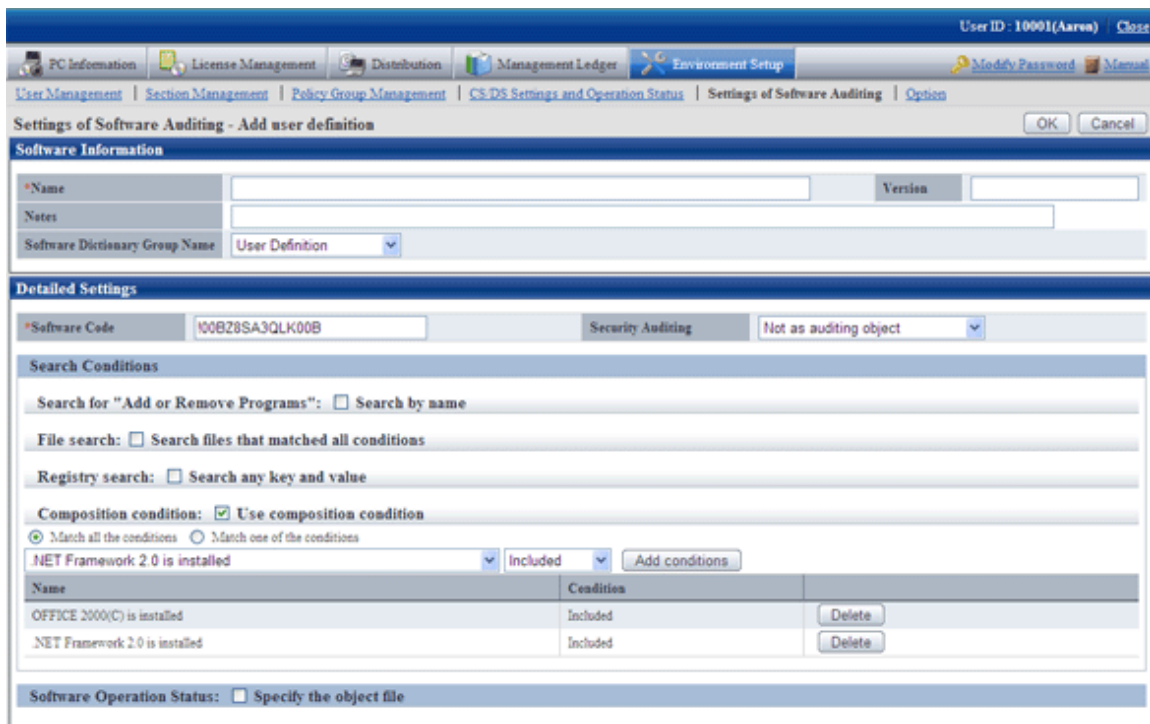 User ID : 10001(Aaron) Close
PC Information License Management Distribution Management Ledger Environment Setup Modify Password Manual
User Management | Section Management | Policy Group Management | CS/DS Settings and Operation Status | Settings of Software Auditing | Option
Settings of Software Auditing - Add user definition OK Cancel
Software Information
*Name Version
Notes
Software Dictionary Group Name User Definition
Detailed Settings
*Software Code !00BZ8SA3QLK00B Security Auditing Not as auditing object
Search Conditions
Search for "Add or Remove Programs": Search by name
File search: Search files that matched all conditions
Registry search: Search any key and value
Composition condition: Use composition condition
Match all the conditions Match one of the conditions
.NET Framework 2.0 is installed Included Add conditions
Name Condition
OFFICE 2000(C) is installed Included Delete
.NET Framework 2.0 is installed Included Delete
Software Operation Status: Specify the object file